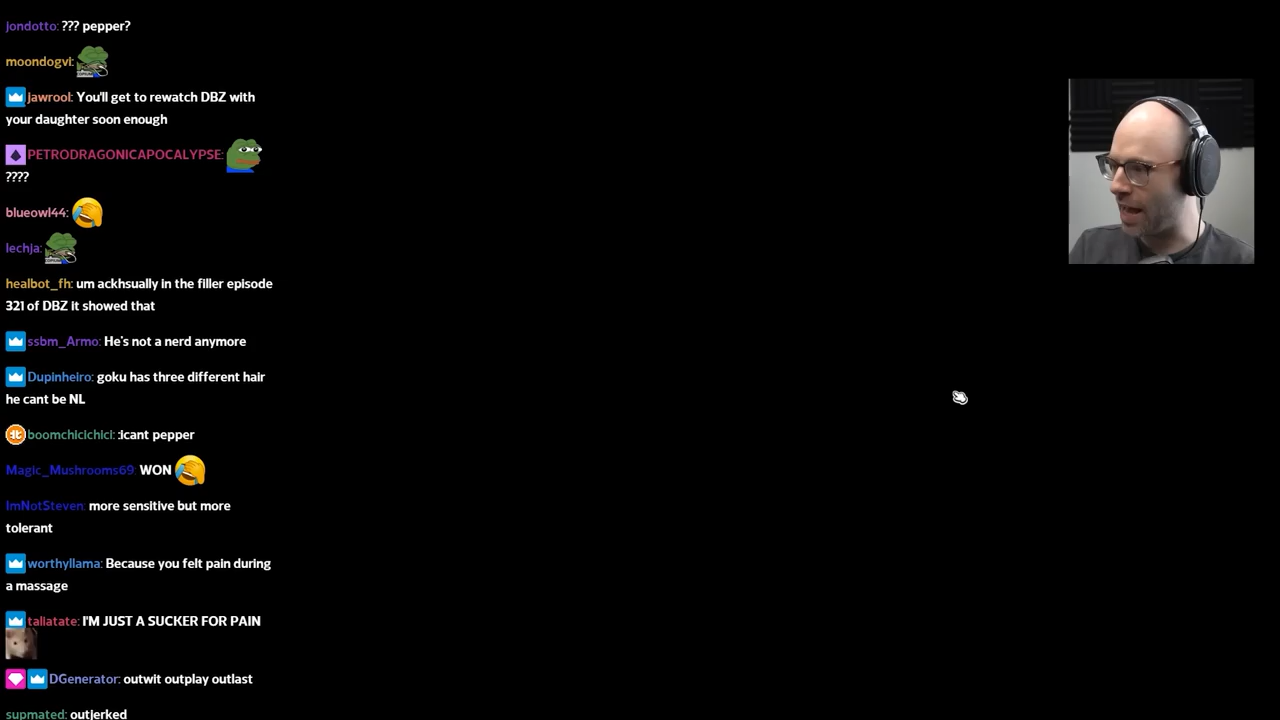 jondotto: ??? pepper?
moondogvi:
jawrool: You'll get to rewatch DBZ with
your daughter soon enough
PETRODRAGONICAPOCALYPSE:
????
blueowl44:
lechja:
healbot_fh: um ackhsually in the filler episode
321 of DBZ it showed that
ssbm_Armo: He's not a nerd anymore
Dupinheiro: goku has three different hair
he cant be NL
boomchicichici: :icant pepper
Magic_Mushrooms69: WON
ImNotSteven: more sensitive but more
tolerant
worthyllama: Because you felt pain during
a massage
taliatate: I'M JUST A SUCKER FOR PAIN
DGenerator: outwit outplay outlast
supmated: outjerked